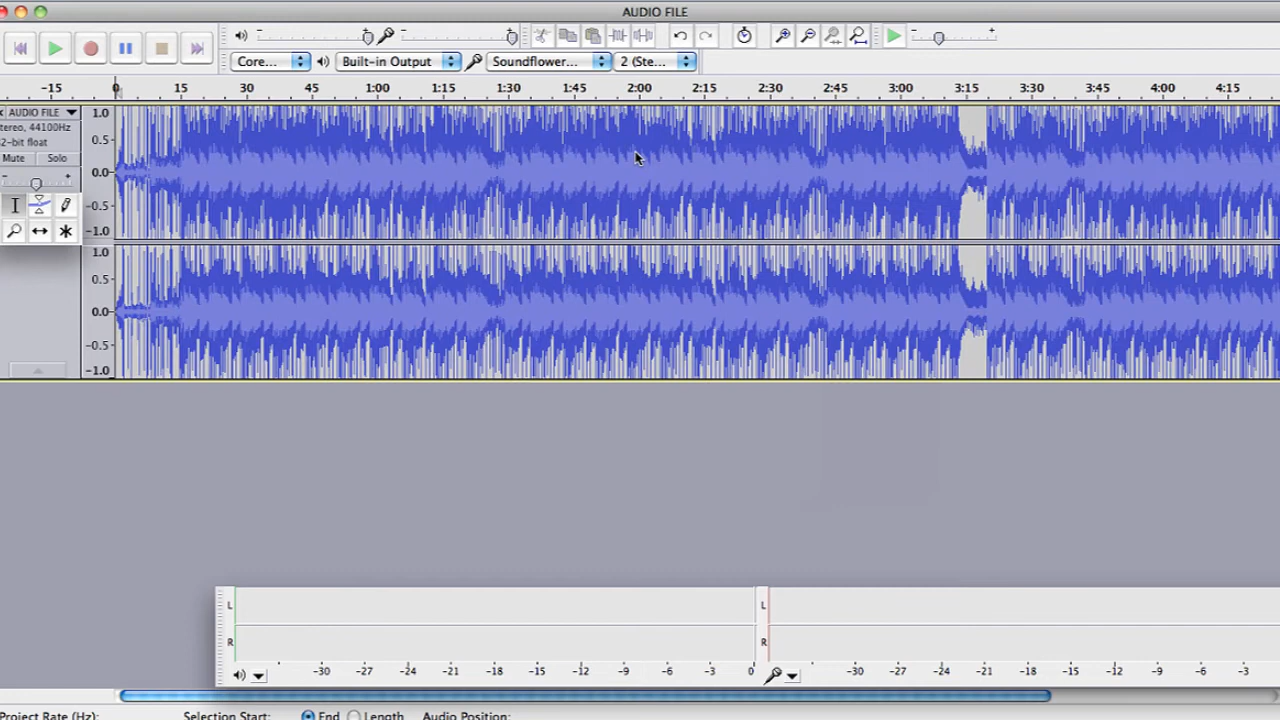 AUDIO FILE
Core... Built-in Output Soundflower... 2 (Ste...
-15 0 15 30 45 1:00 1:15 1:30 1:45 2:00 2:15 2:30 2:45 3:00 3:15 3:30 3:45 4:00 4:15
x AUDIO FILE
tereo, 44100Hz
2-bit float
Mute Solo
- +
1.0
0.5
0.0
-0.5
-1.0
1.0
0.5
0.0
-0.5
-1.0
L L
R R
-30 -27 -24 -21 -18 -15 -12 -9 -6 -3 0 -30 -27 -24 -21 -18 -15 -12 -9 -6 -3
Project Rate (Hz): Selection Start: End Length Audio Position: